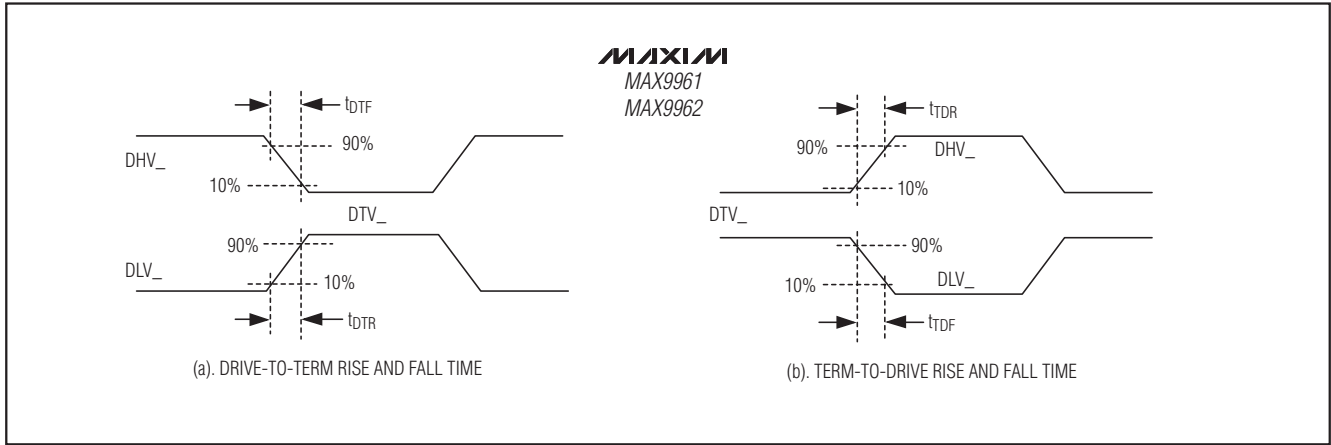 MAXIM
MAX9961
MAX9962
tDTF
90%
DHV_
10%
DTV_
90%
DLV_
10%
tDTR
(a). DRIVE-TO-TERM RISE AND FALL TIME
tTDR
90%
DHV_
10%
DTV_
90%
10%
DLV_
tTDF
(b). TERM-TO-DRIVE RISE AND FALL TIME